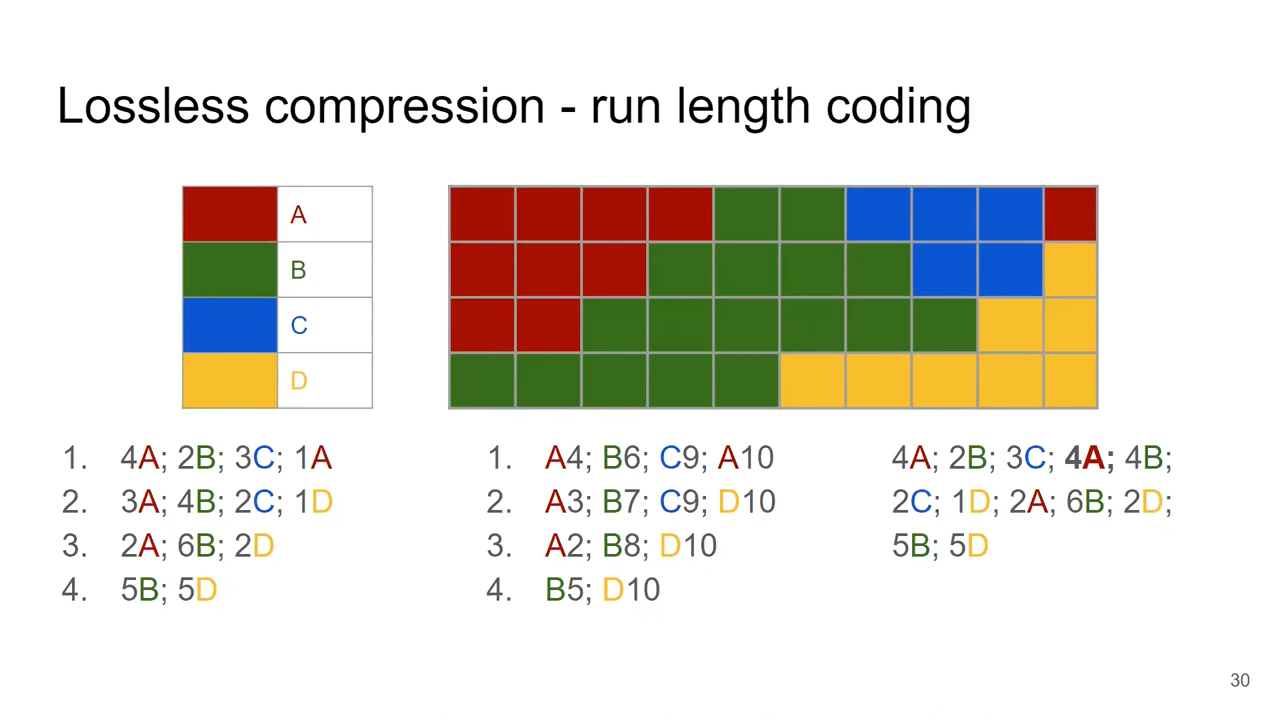 Lossless compression - run length coding
A
B
C
D
1. 4A; 2B; 3C; 1A
2. 3A; 4B; 2C; 1D
3. 2A; 6B; 2D
4. 5B; 5D
1. A4; B6; C9; A10
2. A3; B7; C9; D10
3. A2; B8; D10
4. B5; D10
4A; 2B; 3C; 4A; 4B;
2C; 1D; 2A; 6B; 2D;
5B; 5D
30